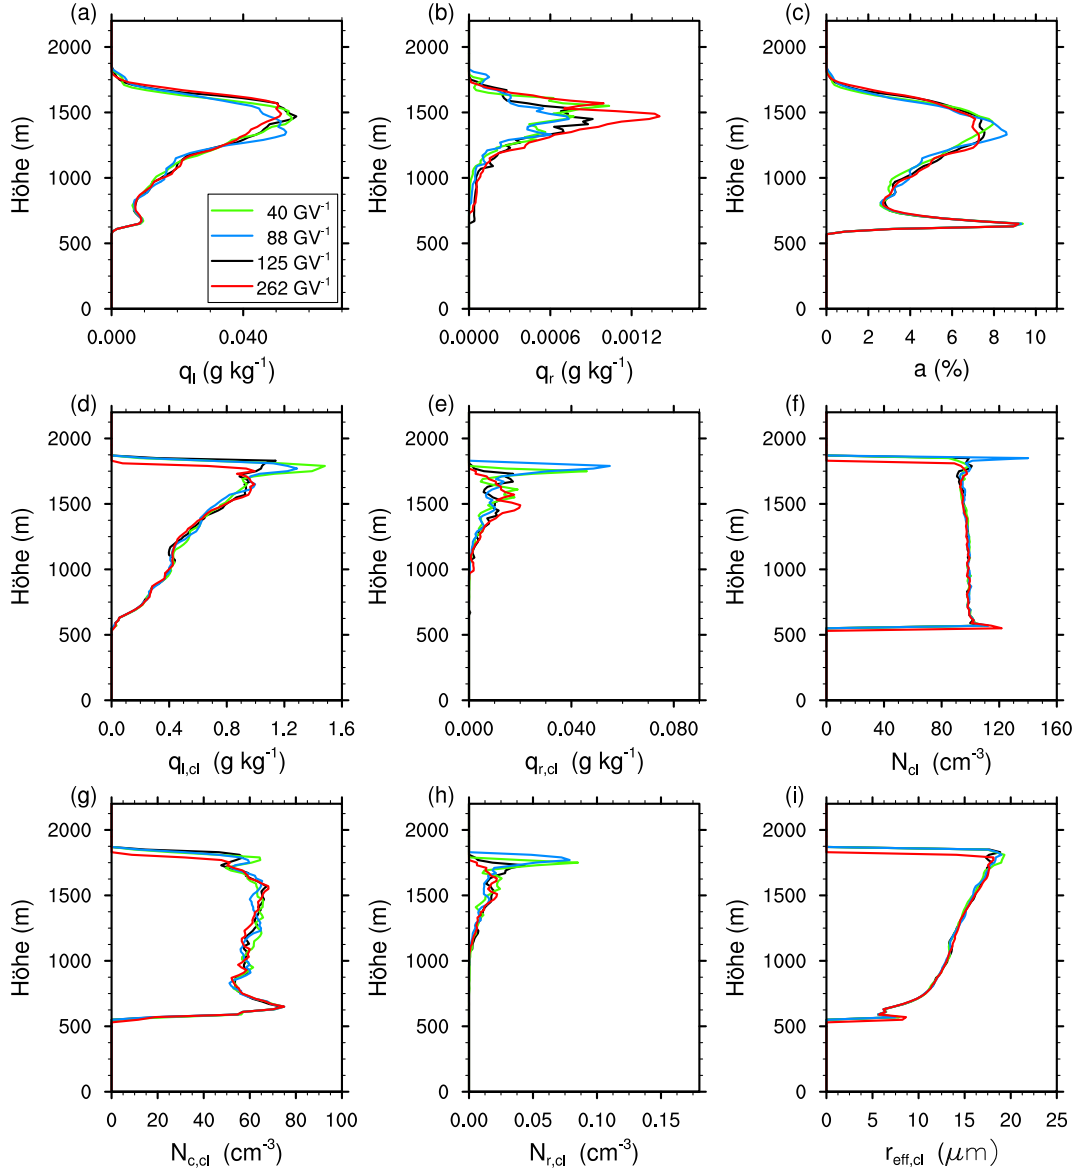 (a) (b) (c)
2000 2000 2000
1500 1500 1500
1000 1000 1000
500 500 500
0 0 0
Höhe (m) Höhe (m) Höhe (m)
40 GV⁻¹
88 GV⁻¹
125 GV⁻¹
262 GV⁻¹
0.000 0.040 0.0000 0.0006 0.0012 0 2 4 6 8 10
qₗ (g kg⁻¹) qᵣ (g kg⁻¹) a (%)
(d) (e) (f)
2000 2000 2000
1500 1500 1500
1000 1000 1000
500 500 500
0 0 0
Höhe (m) Höhe (m) Höhe (m)
0.0 0.4 0.8 1.2 1.6 0.000 0.040 0.080 0 40 80 120 160
q_l,cl (g kg⁻¹) q_r,cl (g kg⁻¹) N_cl (cm⁻³)
(g) (h) (i)
2000 2000 2000
1500 1500 1500
1000 1000 1000
500 500 500
0 0 0
Höhe (m) Höhe (m) Höhe (m)
0 20 40 60 80 100 0.00 0.05 0.10 0.15 0 5 10 15 20 25
N_c,cl (cm⁻³) N_r,cl (cm⁻³) r_eff,cl (μm)